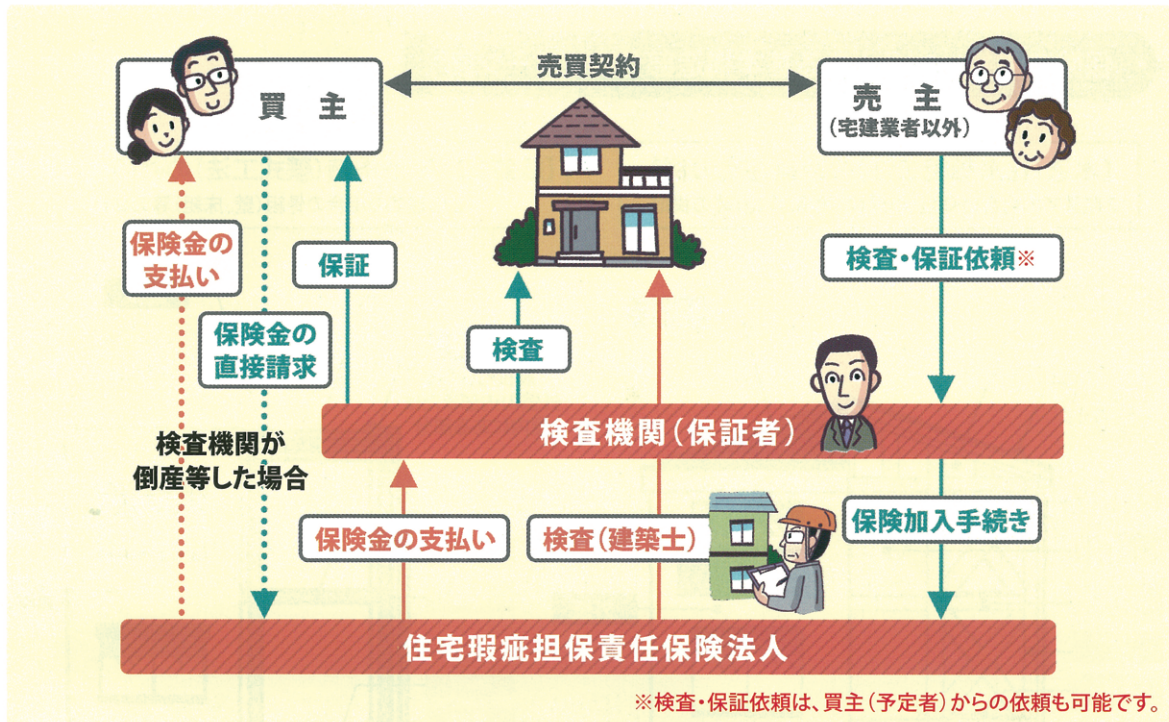 売買契約
買　主
売　主
（宅建業者以外）
保険金の
支払い
保証
検査・保証依頼※
保険金の
直接請求
検査
検査機関（保証者）
検査機関が
倒産等した場合
保険金の支払い
検査（建築士）
保険加入手続き
住宅瑕疵担保責任保険法人
※検査・保証依頼は、買主（予定者）からの依頼も可能です。